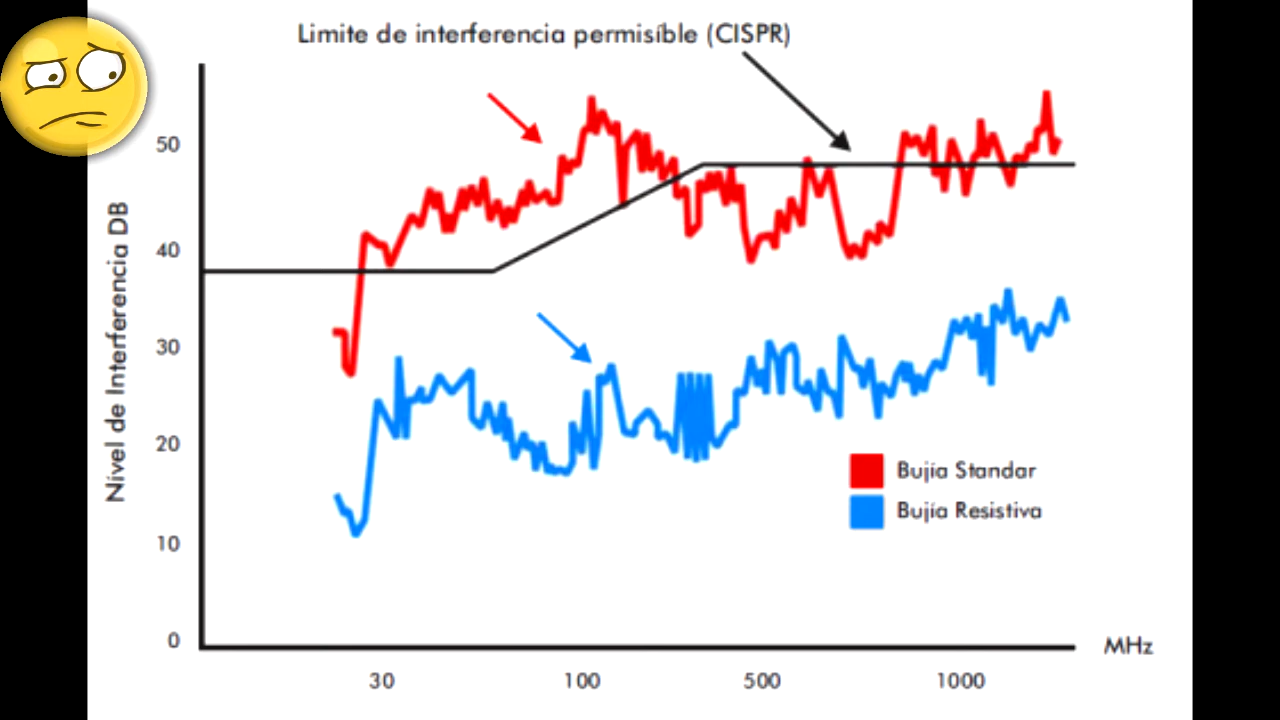 Limite de interferencia permisíble (CISPR)
Nivel de Interferencia DB
50
40
30
20
10
0
Bujía Standar
Bujía Resistiva
MHz
30 100 500 1000